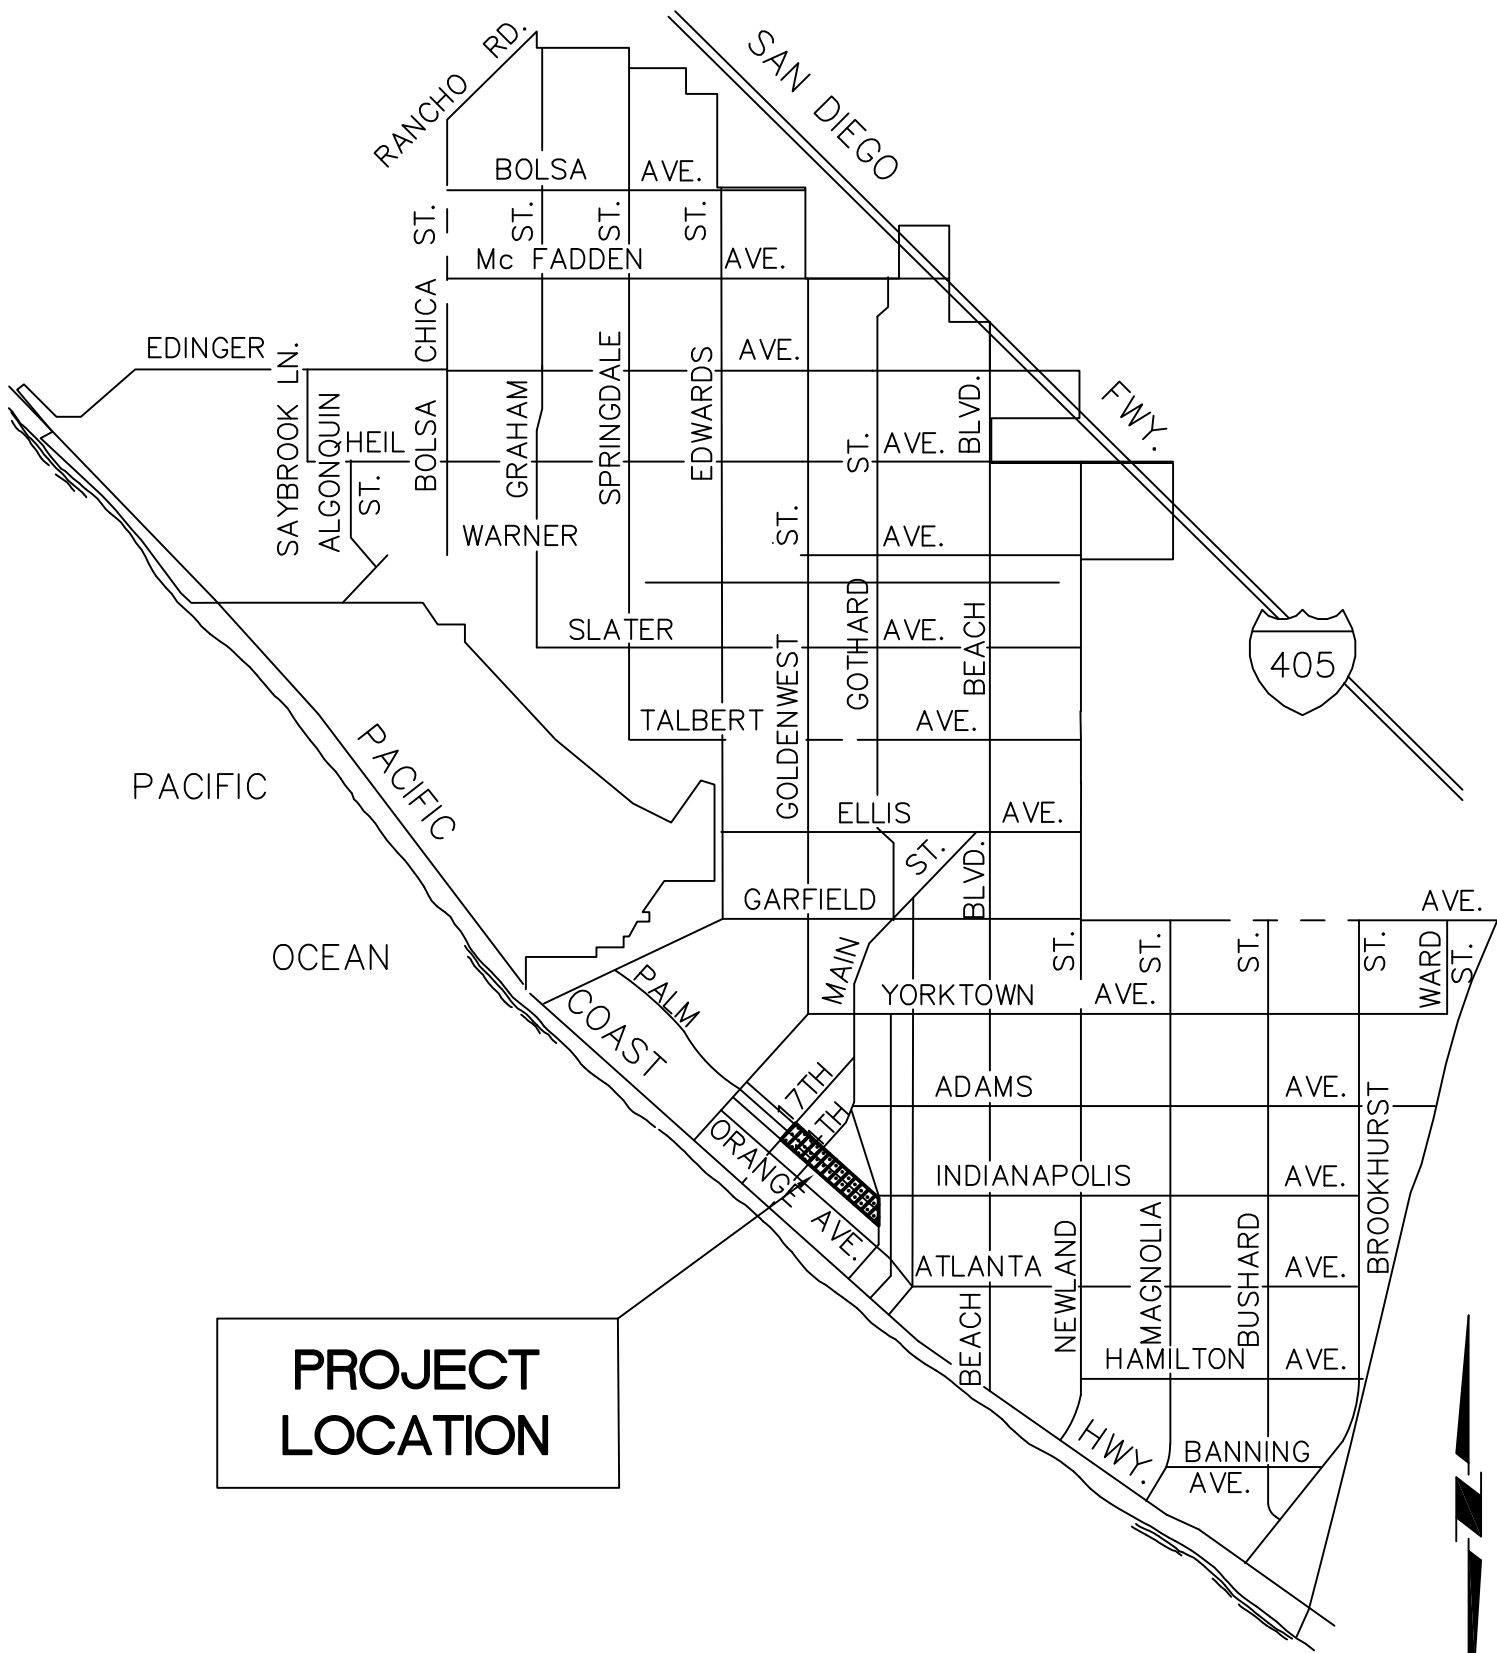 RANCHO RD.
SAN DIEGO
BOLSA AVE.
ST.
ST.
ST.
ST.
Mc FADDEN AVE.
EDINGER
AVE.
SAYBROOK LN.
ALGONQUIN
ST.
BOLSA CHICA
GRAHAM
SPRINGDALE
EDWARDS
HEIL
AVE.
ST.
BLVD.
FWY.
WARNER
ST.
AVE.
SLATER
AVE.
GOLDENWEST
GOTHARD
BEACH
405
TALBERT
AVE.
PACIFIC
PACIFIC
ELLIS
AVE.
ST.
BLVD.
GARFIELD
AVE.
OCEAN
PALM
COAST
MAIN
ST.
ST.
ST.
ST.
WARD
ST.
YORKTOWN AVE.
17TH
TH
ADAMS
AVE.
ORANGE AVE.
INDIANAPOLIS
AVE.
BROOKHURST
ATLANTA
AVE.
BEACH
NEWLAND
MAGNOLIA
BUSHARD
HAMILTON AVE.
PROJECT
LOCATION
HWY.
BANNING
AVE.
N